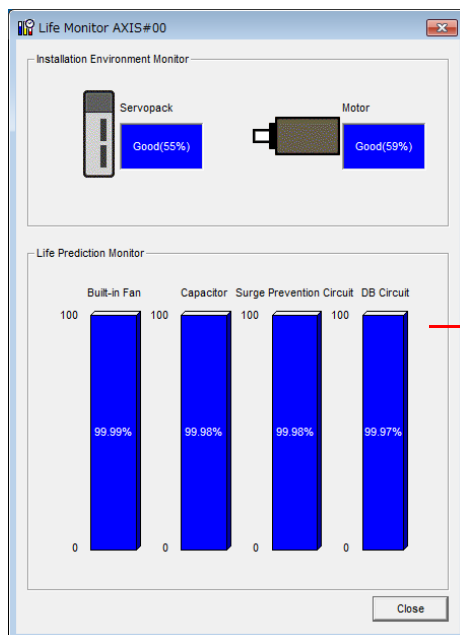 Life Monitor AXIS#00
Installation Environment Monitor
Servopack
Motor
Good(55%)
Good(59%)
Life Prediction Monitor
Built-in Fan Capacitor Surge Prevention Circuit DB Circuit
100 100 100 100
99.99% 99.98% 99.98% 99.97%
0 0 0 0
Close